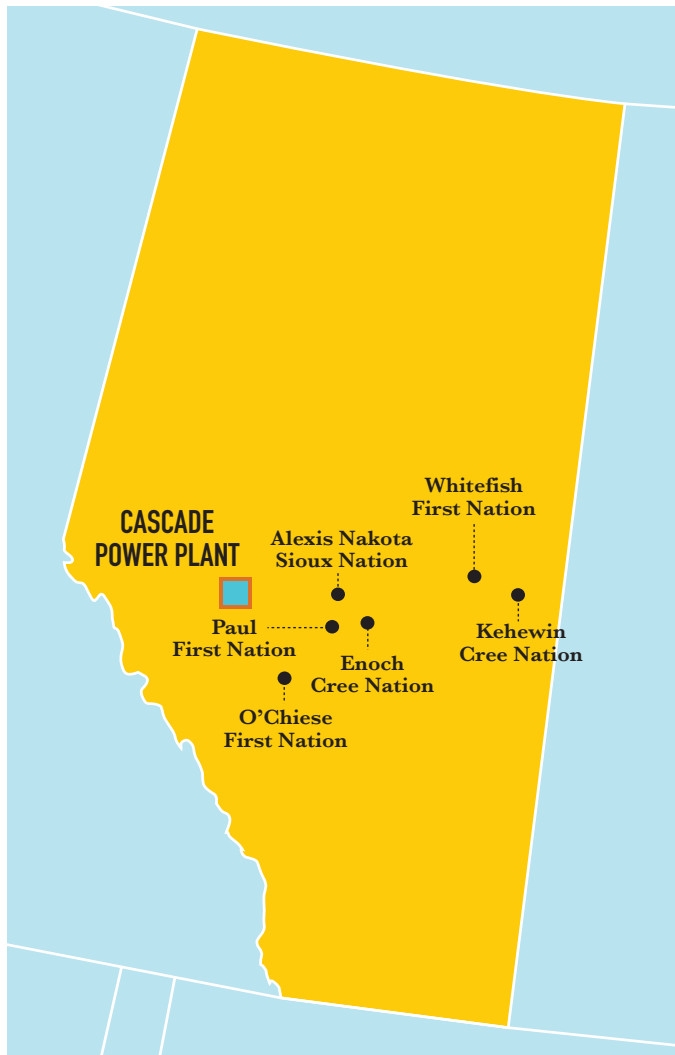 Whitefish
First Nation
CASCADE
POWER PLANT
Alexis Nakota
Sioux Nation
Paul
First Nation
Kehewin
Cree Nation
Enoch
Cree Nation
O’Chiese
First Nation